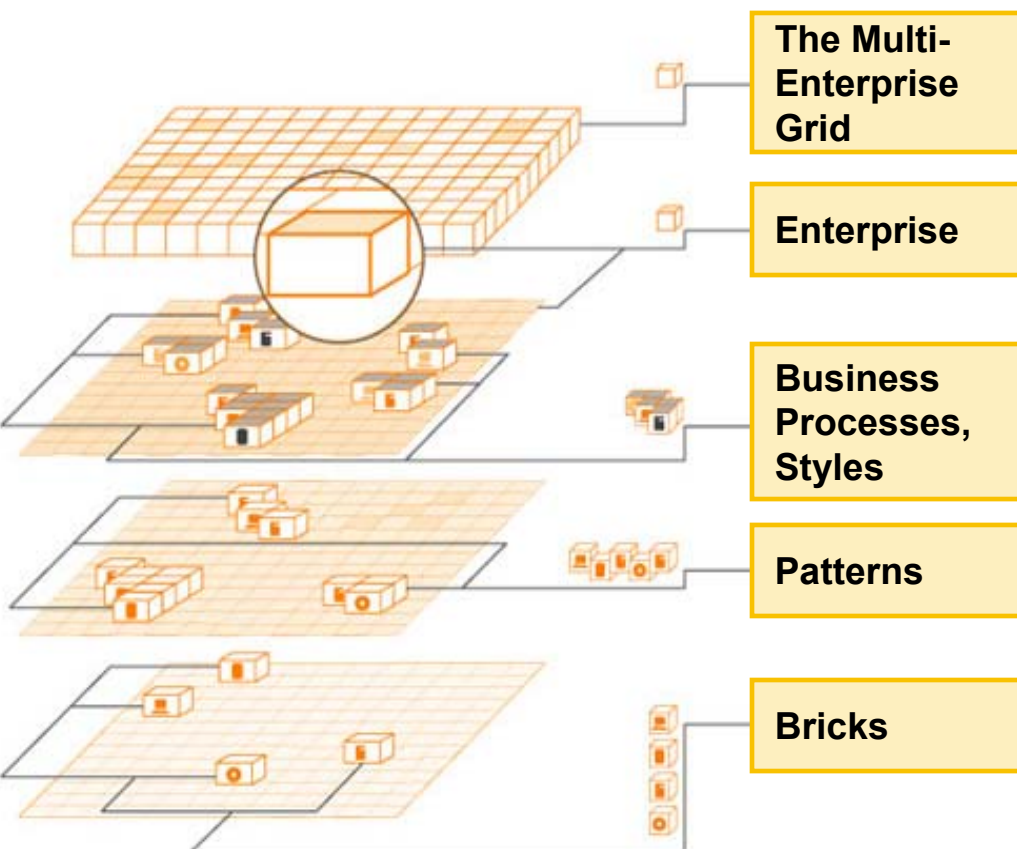 The Multi-
Enterprise
Grid
Enterprise
Business
Processes,
Styles
Patterns
Bricks